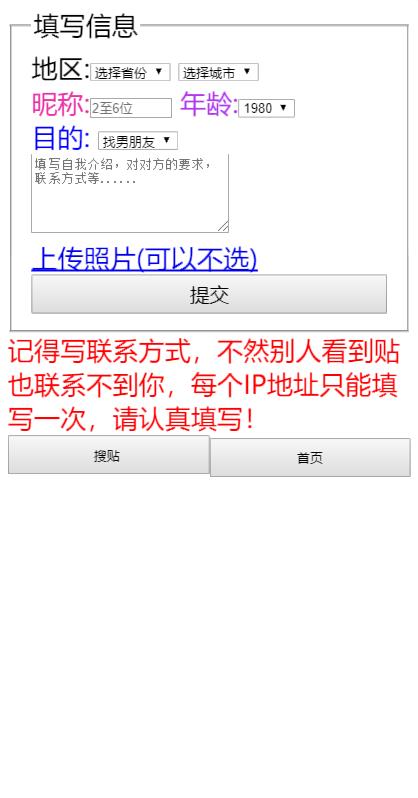 填写信息
地区:选择省份 选择城市
昵称:2至6位 年龄:1980
目的: 找男朋友
填写自我介绍，对对方的要求，
联系方式等......
上传照片(可以不选)
提交
记得写联系方式，不然别人看到贴
也联系不到你，每个IP地址只能填
写一次，请认真填写！
搜贴 首页